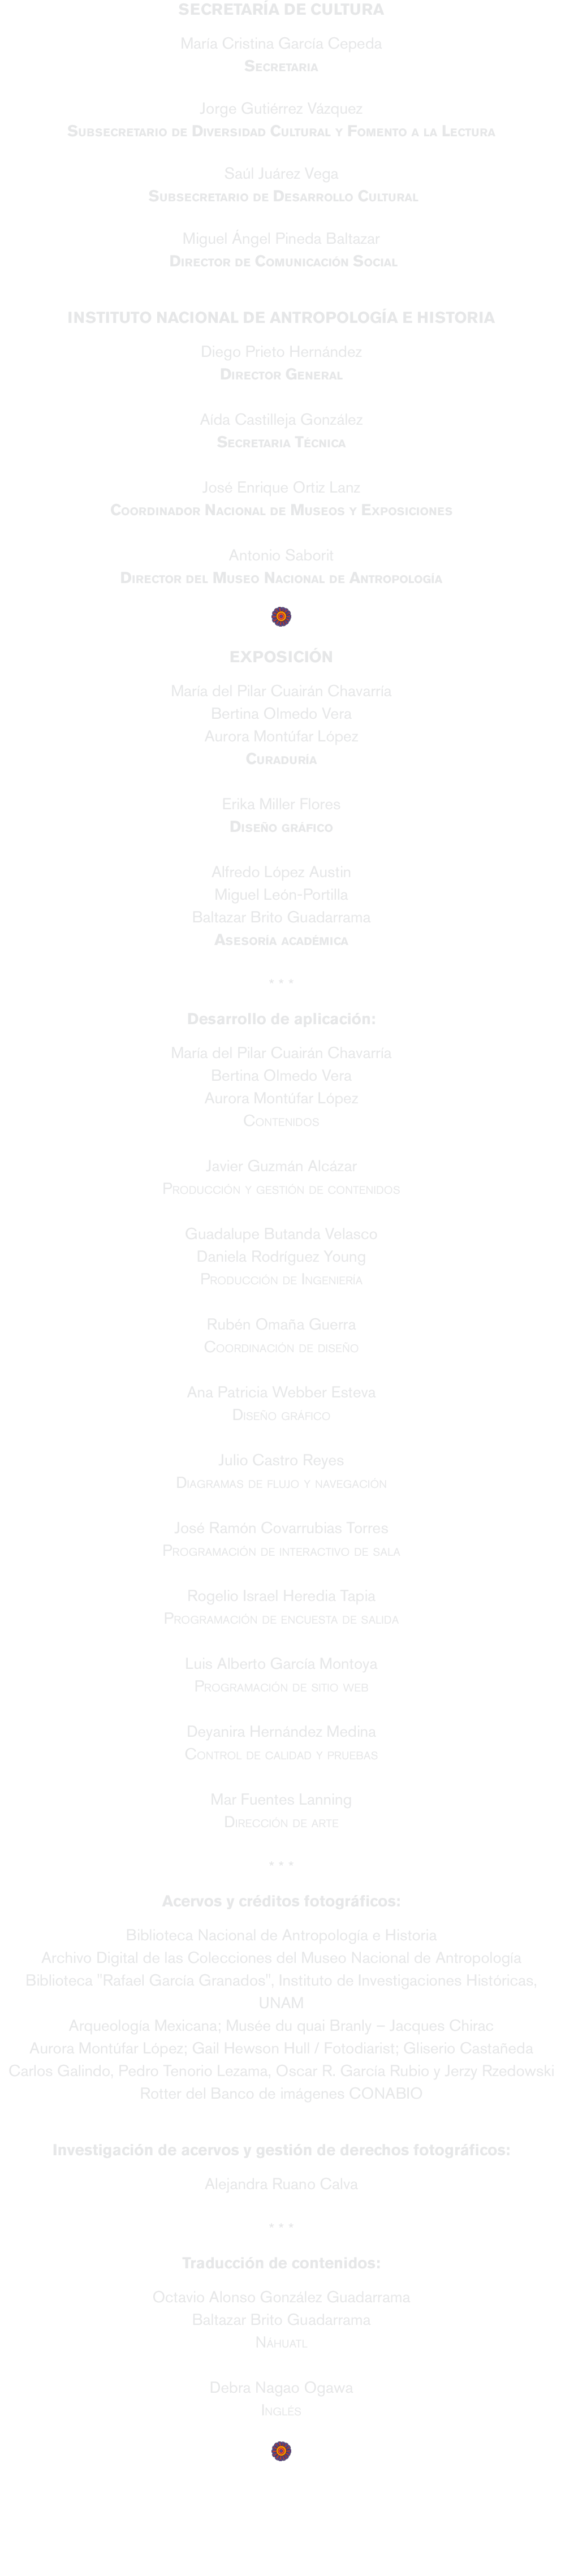 SECRETARÍA DE CULTURA
María Cristina García Cepeda
Secretaria
Jorge Gutiérrez Vázquez
Subsecretario de Diversidad Cultural y Fomento a la Lectura
Saúl Juárez Vega
Subsecretario de Desarrollo Cultural
Miguel Ángel Pineda Baltazar
Director de Comunicación Social
INSTITUTO NACIONAL DE ANTROPOLOGÍA E HISTORIA
Diego Prieto Hernández
Director General
Aída Castilleja González
Secretaria Técnica
José Enrique Ortiz Lanz
Coordinador Nacional de Museos y Exposiciones
Antonio Saborit
Director del Museo Nacional de Antropología
EXPOSICIÓN
María del Pilar Cuairán Chavarría
Bertina Olmedo Vera
Aurora Montúfar López
Curaduría
Erika Miller Flores
Diseño gráfico
Alfredo López Austin
Miguel León-Portilla
Baltazar Brito Guadarrama
Asesoría académica
• • •
Desarrollo de aplicación:
María del Pilar Cuairán Chavarría
Bertina Olmedo Vera
Aurora Montúfar López
Contenidos
Javier Guzmán Alcázar
Producción y gestión de contenidos
Guadalupe Butanda Velasco
Daniela Rodríguez Young
Producción de Ingeniería
Rubén Omaña Guerra
Coordinación de diseño
Ana Patricia Webber Esteva
Diseño gráfico
Julio Castro Reyes
Diagramas de flujo y navegación
José Ramón Covarrubias Torres
Programación de interactivo de sala
Rogelio Israel Heredia Tapia
Programación de encuesta de salida
Luis Alberto García Montoya
Programación de sitio web
Deyanira Hernández Medina
Control de calidad y pruebas
Mar Fuentes Lanning
Dirección de arte
• • •
Acervos y créditos fotográficos:
Biblioteca Nacional de Antropología e Historia
Archivo Digital de las Colecciones del Museo Nacional de Antropología
Biblioteca "Rafael García Granados", Instituto de Investigaciones Históricas,
UNAM
Arqueología Mexicana; Musée du quai Branly – Jacques Chirac
Aurora Montúfar López; Gail Hewson Hull / Fotodiarist; Gliserio Castañeda
Carlos Galindo, Pedro Tenorio Lezama, Oscar R. García Rubio y Jerzy Rzedowski
Rotter del Banco de imágenes CONABIO
Investigación de acervos y gestión de derechos fotográficos:
Alejandra Ruano Calva
• • •
Traducción de contenidos:
Octavio Alonso González Guadarrama
Baltazar Brito Guadarrama
Náhuatl
Debra Nagao Ogawa
Inglés